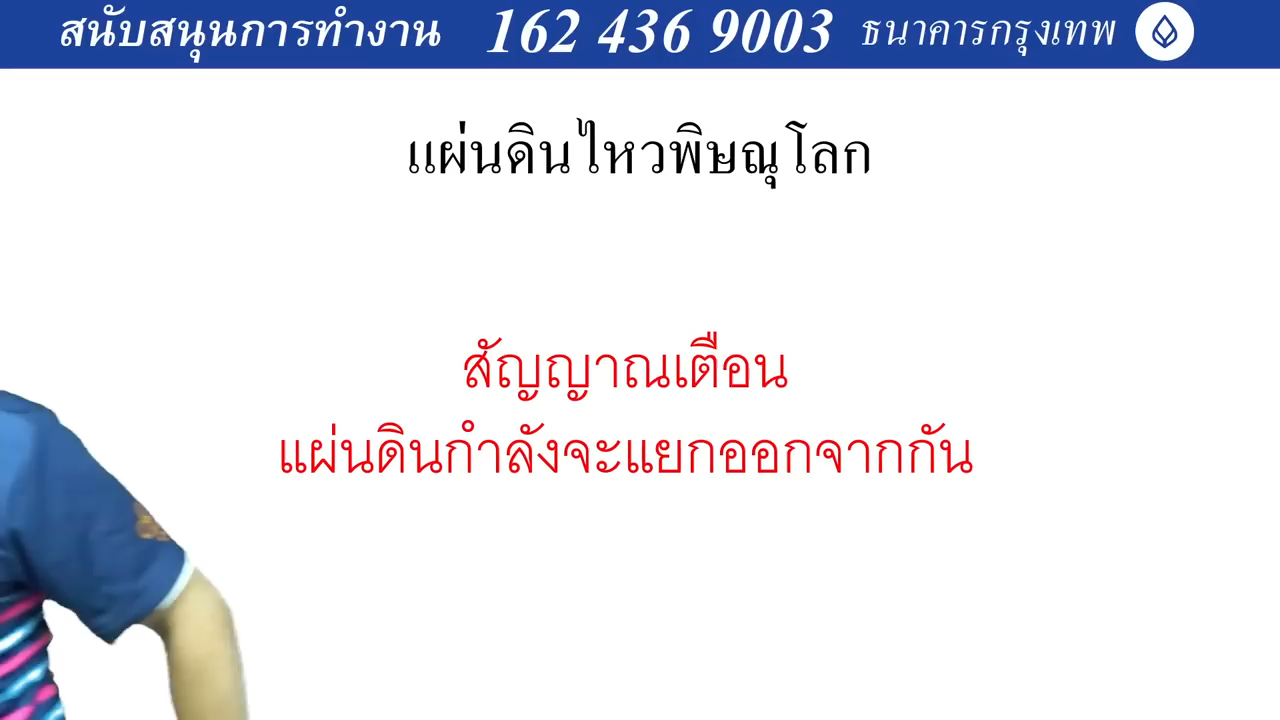 สนับสนุนการทำงาน 162 436 9003 ธนาคารกรุงเทพ
แผ่นดินไหวพิษณุโลก
สัญญาณเตือน
แผ่นดินกำลังจะแยกออกจากกัน